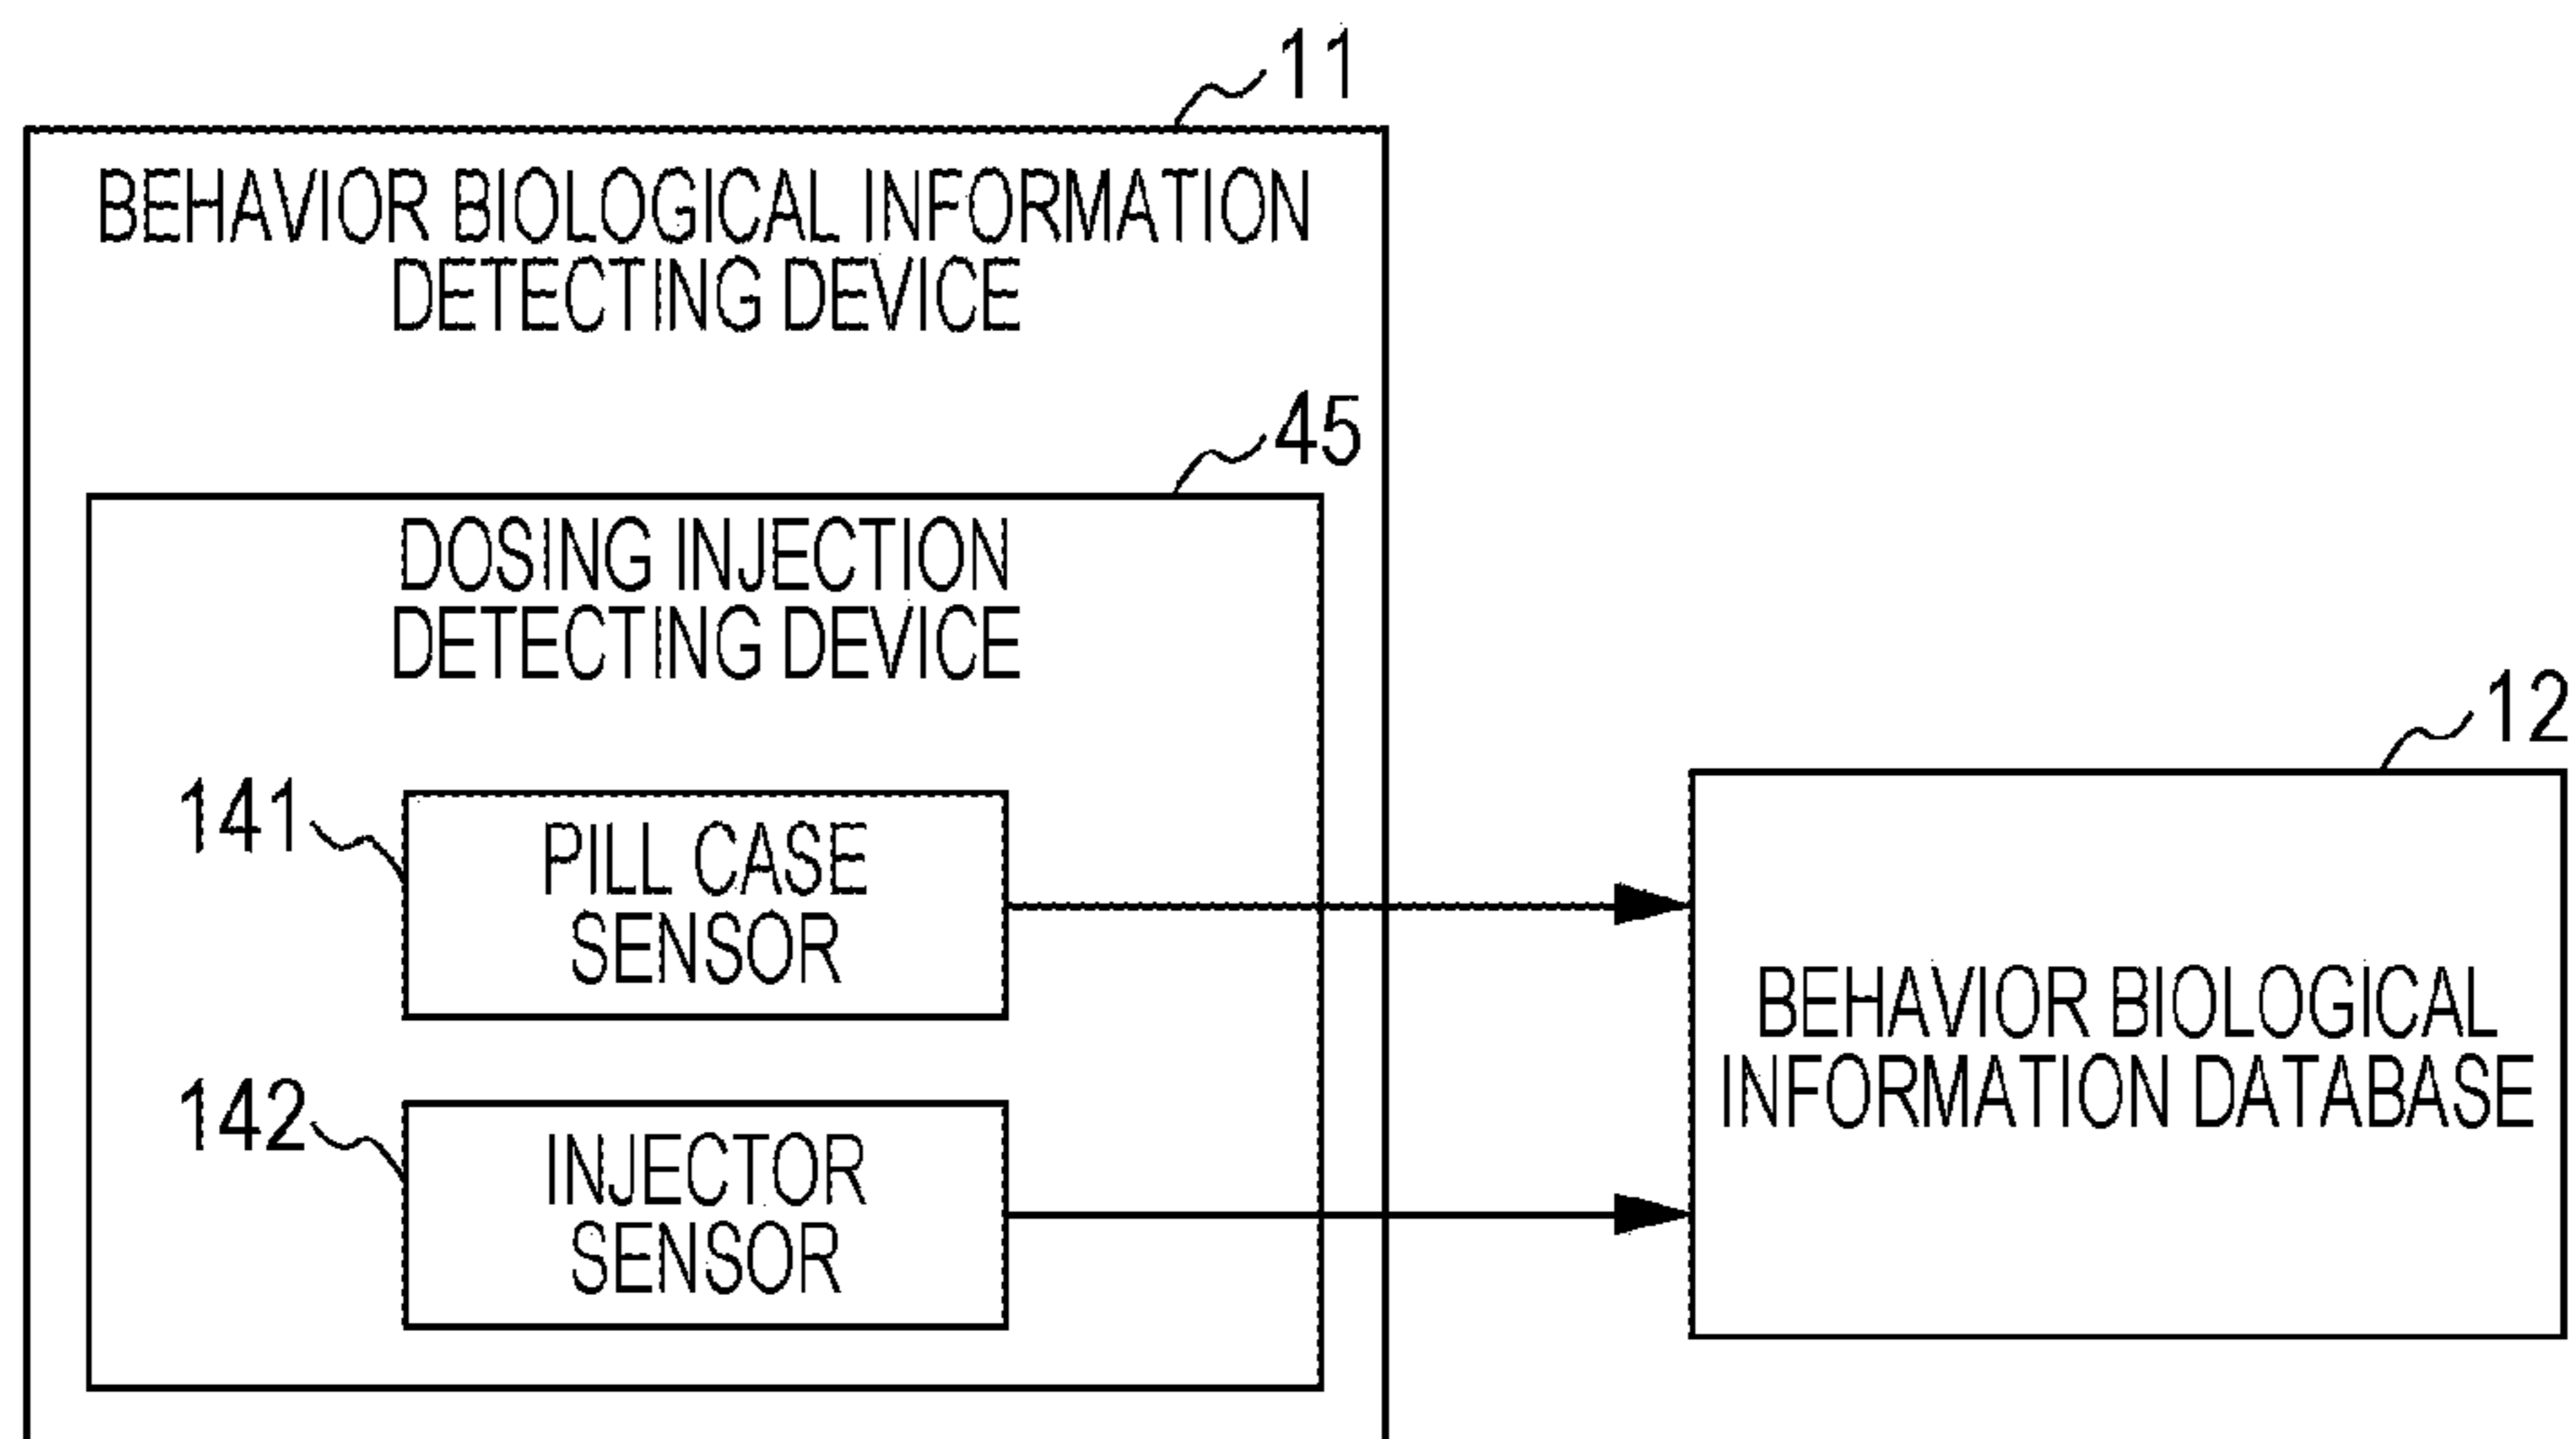 11
BEHAVIOR BIOLOGICAL INFORMATION
DETECTING DEVICE
45
DOSING INJECTION
DETECTING DEVICE
141
PILL CASE
SENSOR
142
INJECTOR
SENSOR
12
BEHAVIOR BIOLOGICAL
INFORMATION DATABASE